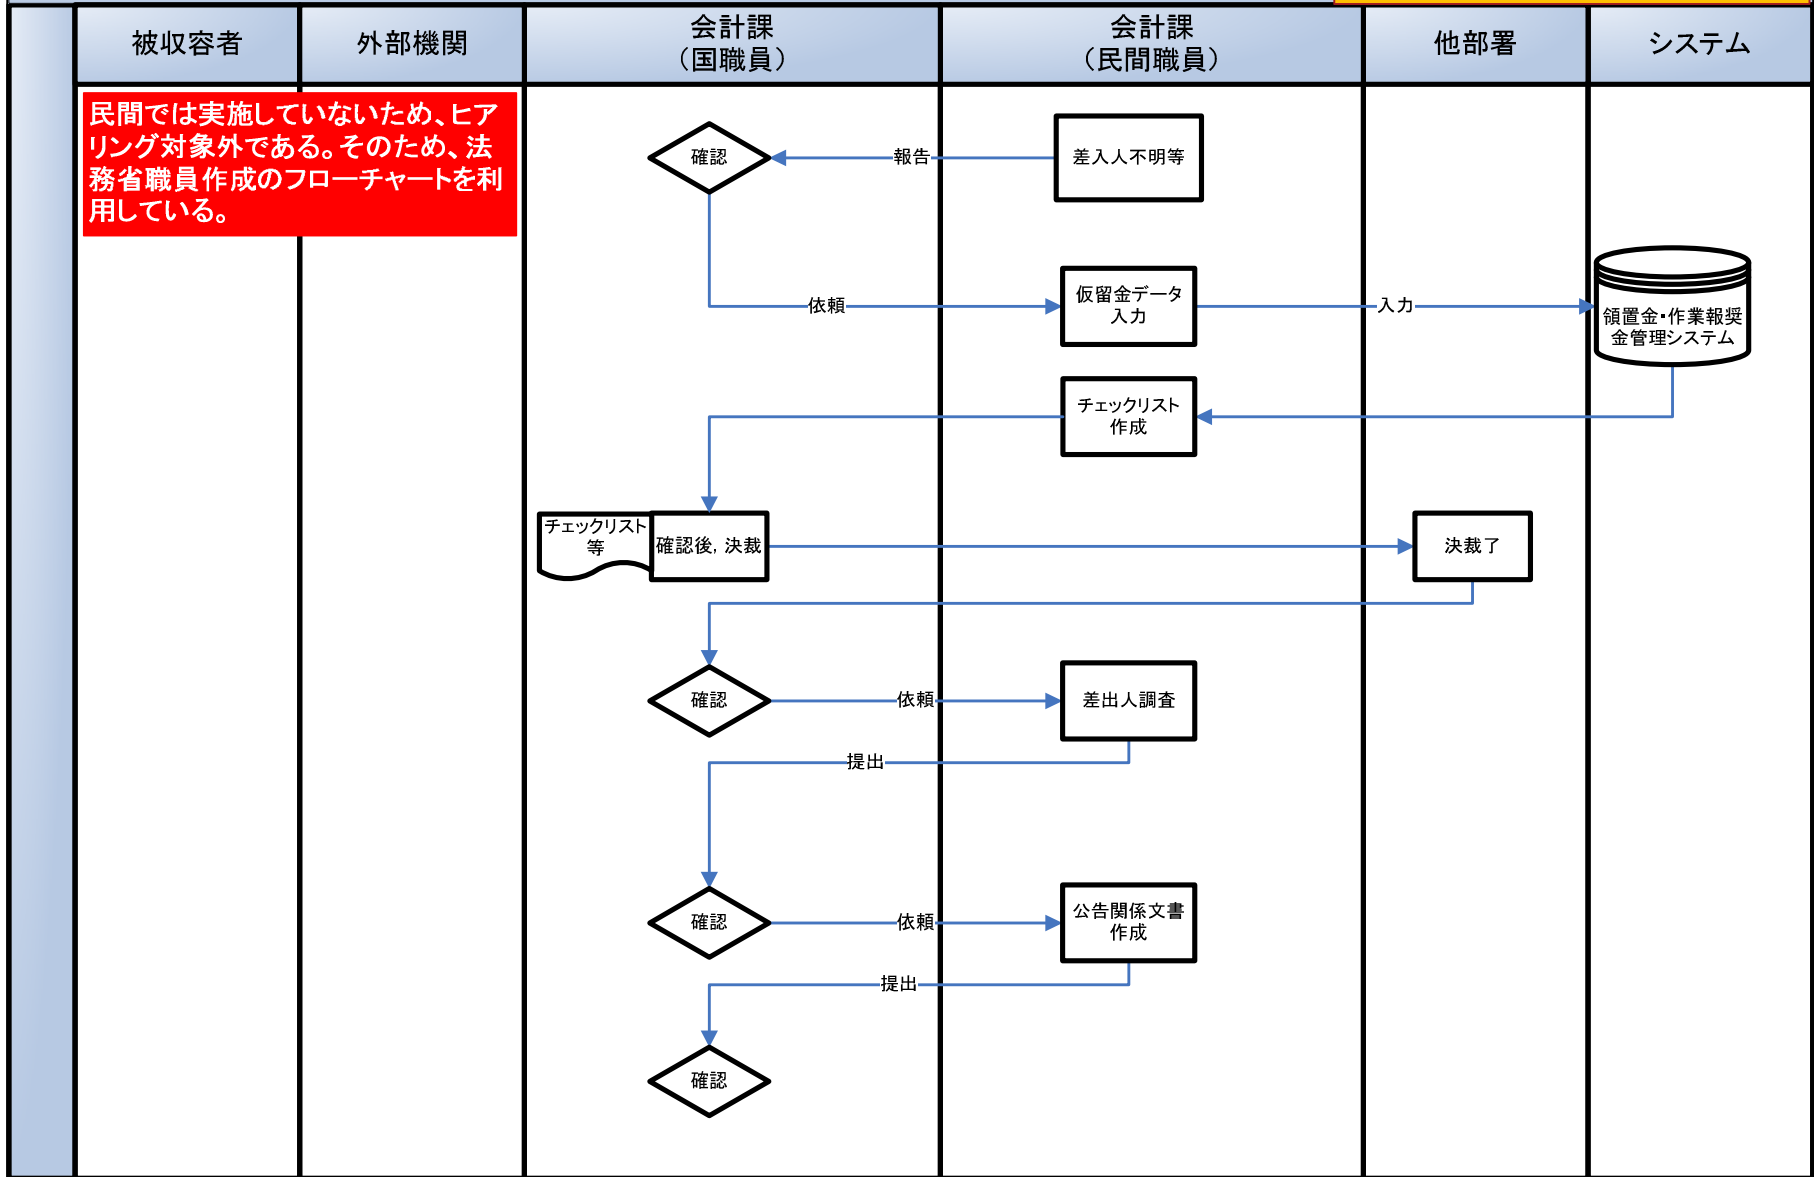 被収容者
外部機関
会計課
（国職員）
会計課
（民間職員）
他部署
システム
民間では実施していないため、ヒア
リング対象外である。そのため、法
務省職員作成のフローチャートを利
用している。
確認
報告
差入人不明等
依頼
仮留金データ
入力
入力
領置金・作業報奨
金管理システム
チェックリスト
作成
チェックリスト
等
確認後，決裁
決裁了
確認
依頼
差出人調査
提出
確認
依頼
公告関係文書
作成
提出
確認